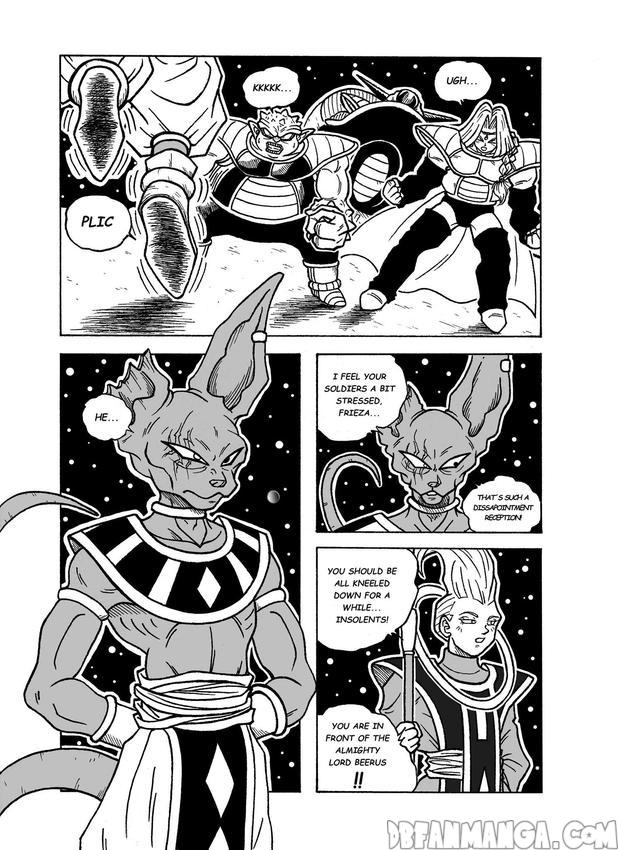 KKKKK...
UGH...
PLIC
HE...
I FEEL YOUR
SOLDIERS A BIT
STRESSED,
FRIEZA...
THAT'S SUCH A
DISSAPOINTMENT
RECEPTION!
YOU SHOULD BE
ALL KNEELED
DOWN FOR A
WHILE...
INSOLENTS!
YOU ARE IN
FRONT OF THE
ALMIGHTY
LORD BEERUS
!!
DBFANMANGA.COM